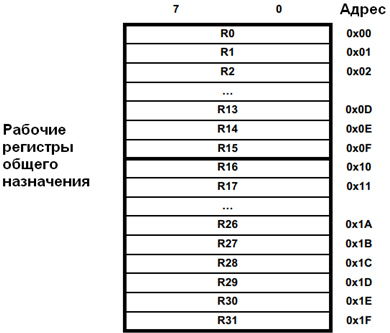 7 0 Адрес
R0 0x00
R1 0x01
R2 0x02
...
R13 0x0D
R14 0x0E
R15 0x0F
R16 0x10
R17 0x11
...
R26 0x1A
R27 0x1B
R28 0x1C
R29 0x1D
R30 0x1E
R31 0x1F
Рабочие
регистры
общего
назначения